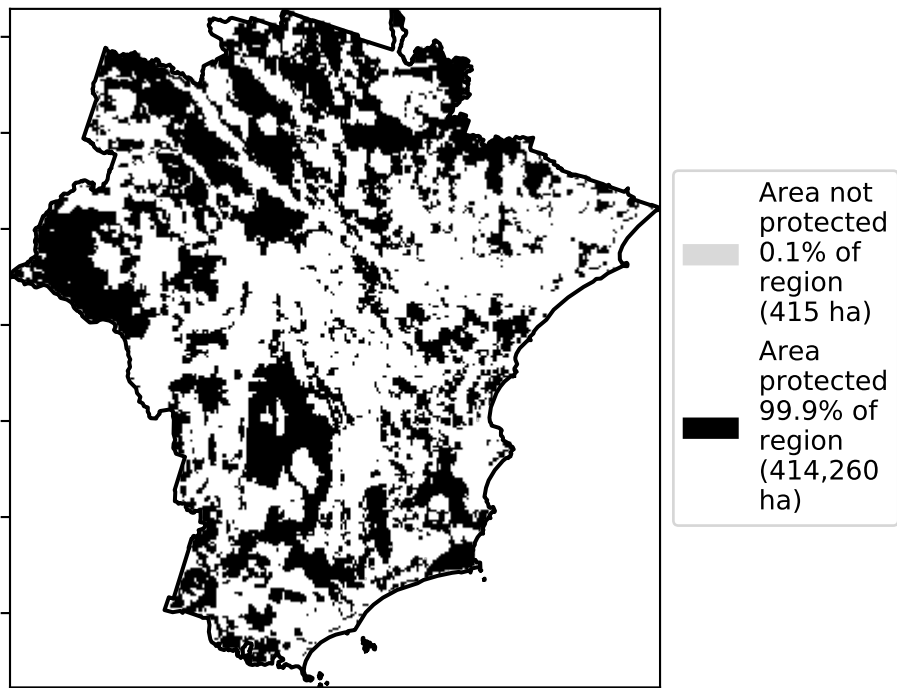 Area not
protected
0.1% of
region
(415 ha)
Area
protected
99.9% of
region
(414,260
ha)